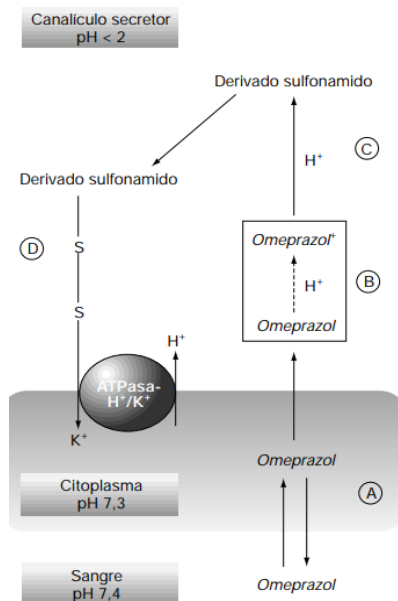 Canalículo secretor
pH < 2
Derivado sulfonamido
H⁺
C
Derivado sulfonamido
D
S
S
Omeprazol⁺
H⁺
Omeprazol
B
H⁺
ATPasa-
H⁺/K⁺
K⁺
Omeprazol
Citoplasma
pH 7,3
A
Sangre
pH 7,4
Omeprazol